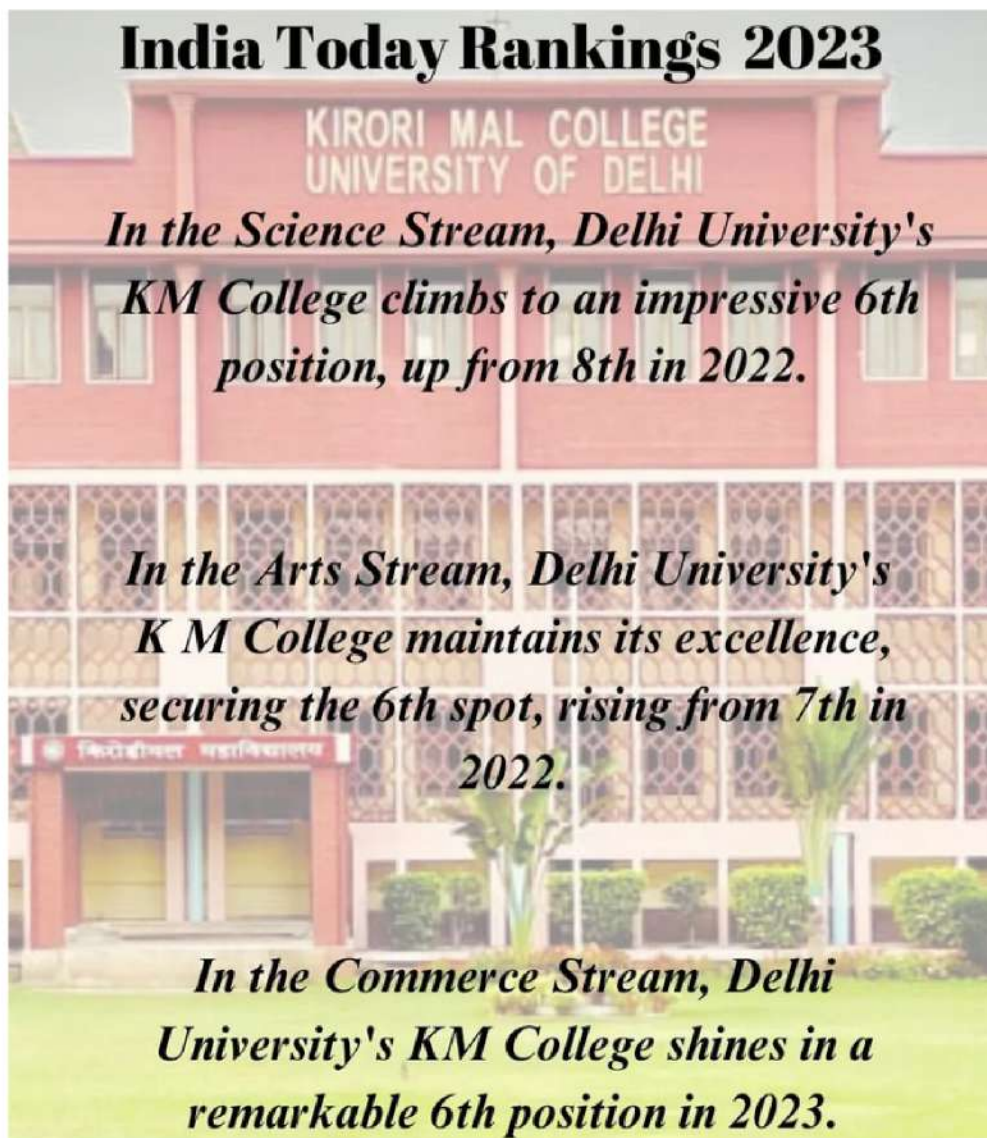 India Today Rankings 2023
KIRORI MAL COLLEGE
UNIVERSITY OF DELHI
In the Science Stream, Delhi University's
KM College climbs to an impressive 6th
position, up from 8th in 2022.
In the Arts Stream, Delhi University's
K M College maintains its excellence,
securing the 6th spot, rising from 7th in
2022.
किरोड़ीमल महाविद्यालय
In the Commerce Stream, Delhi
University's KM College shines in a
remarkable 6th position in 2023.